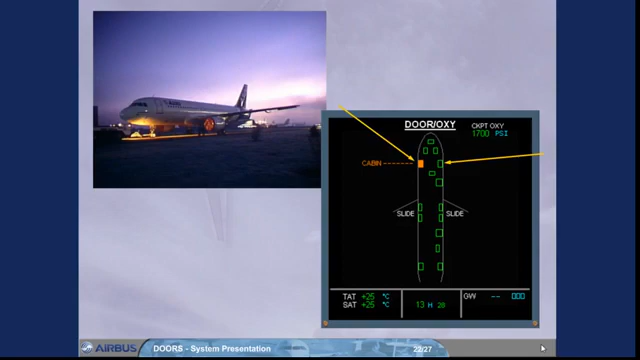 DOOR/OXY
CKPT OXY
1700 PSI
CABIN
SLIDE SLIDE
TAT +25 °C
SAT +25 °C
13 H 28
GW -- 000
AIRBUS
DOORS - System Presentation
22/27